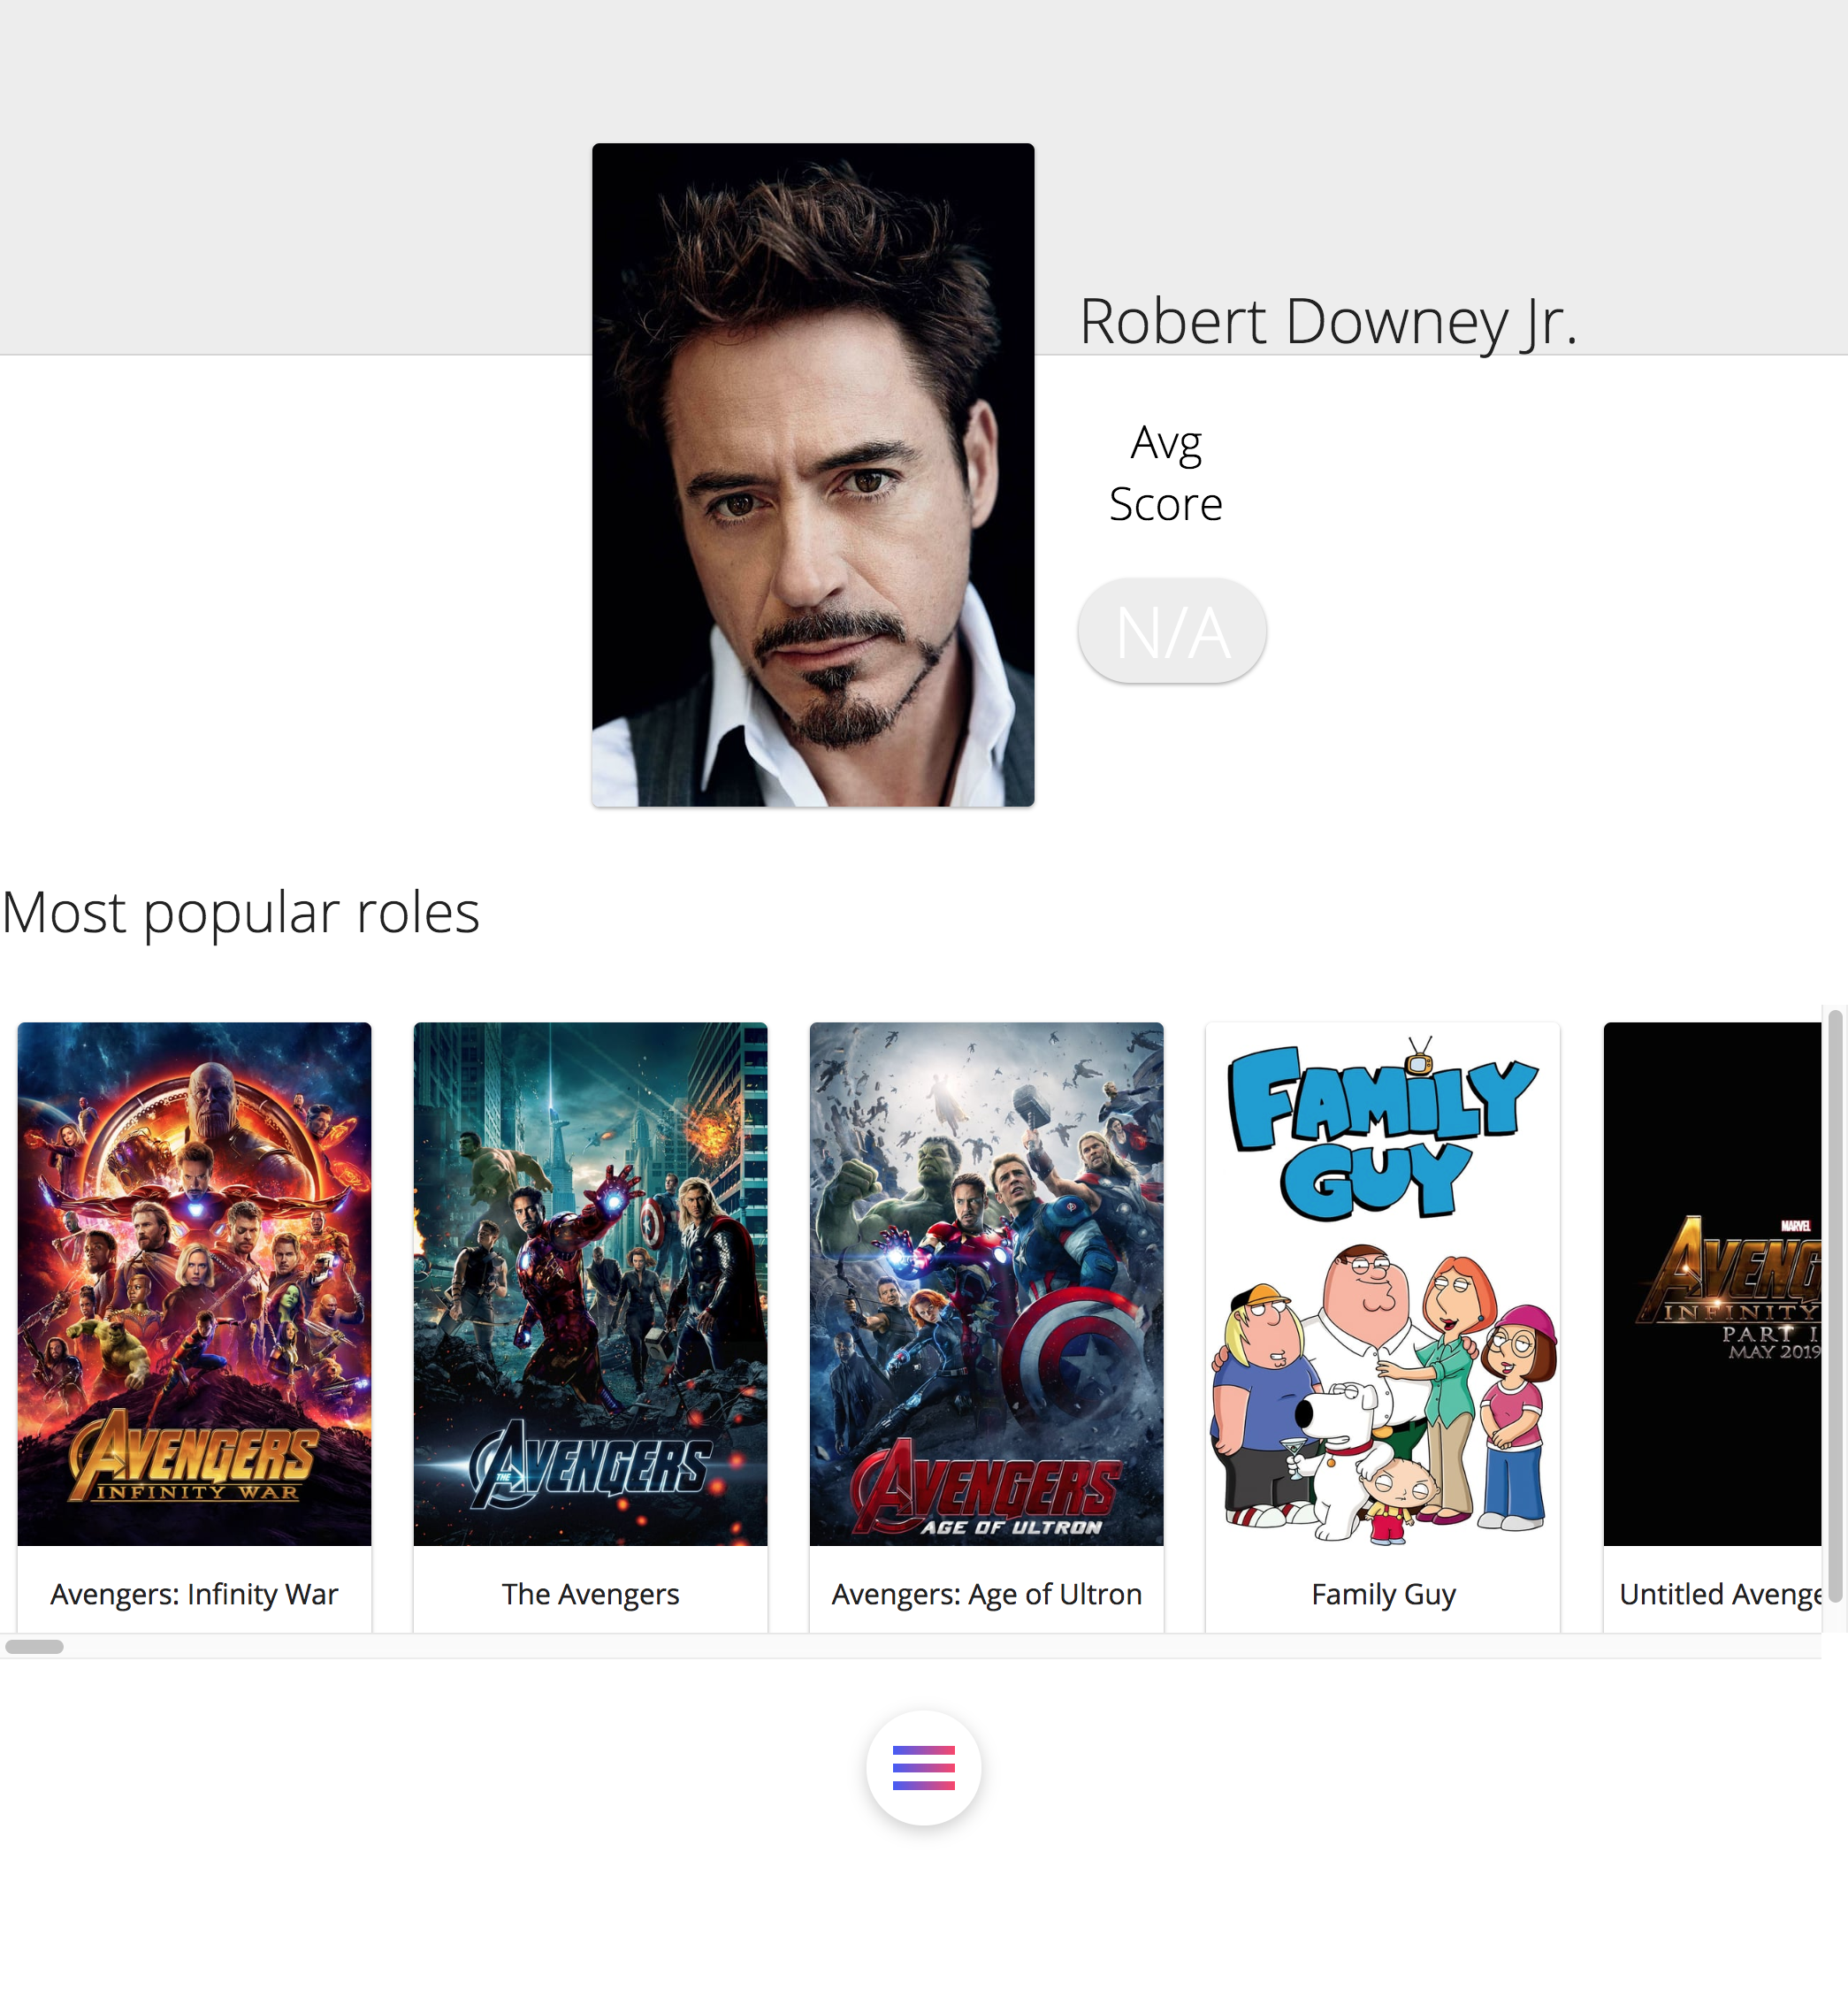 Robert Downey Jr.
Avg
Score
N/A
Most popular roles
AVENGERS
INFINITY WAR
THE AVENGERS
AVENGERS
AGE OF ULTRON
FAMILY
GUY
MARVEL
AVENG
INFINITY
PART I
MAY 2019
Avengers: Infinity War
The Avengers
Avengers: Age of Ultron
Family Guy
Untitled Avenge